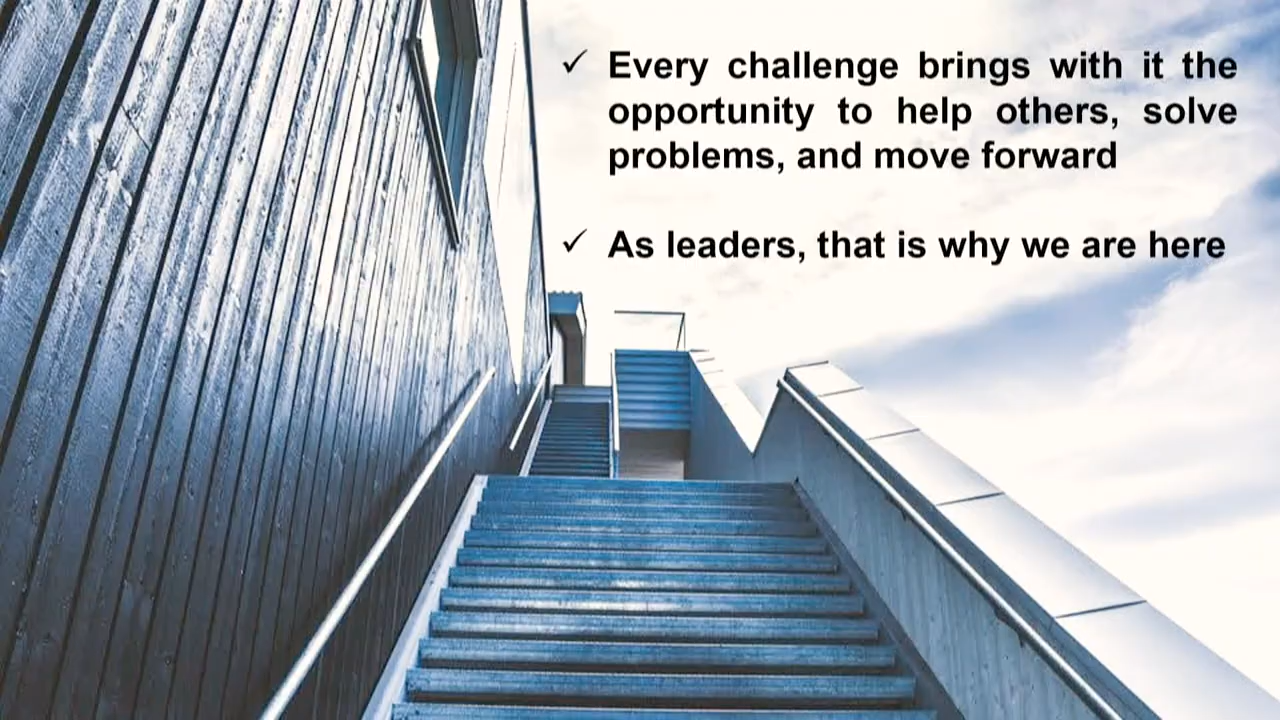 ✓ Every challenge brings with it the
opportunity to help others, solve
problems, and move forward
✓ As leaders, that is why we are here